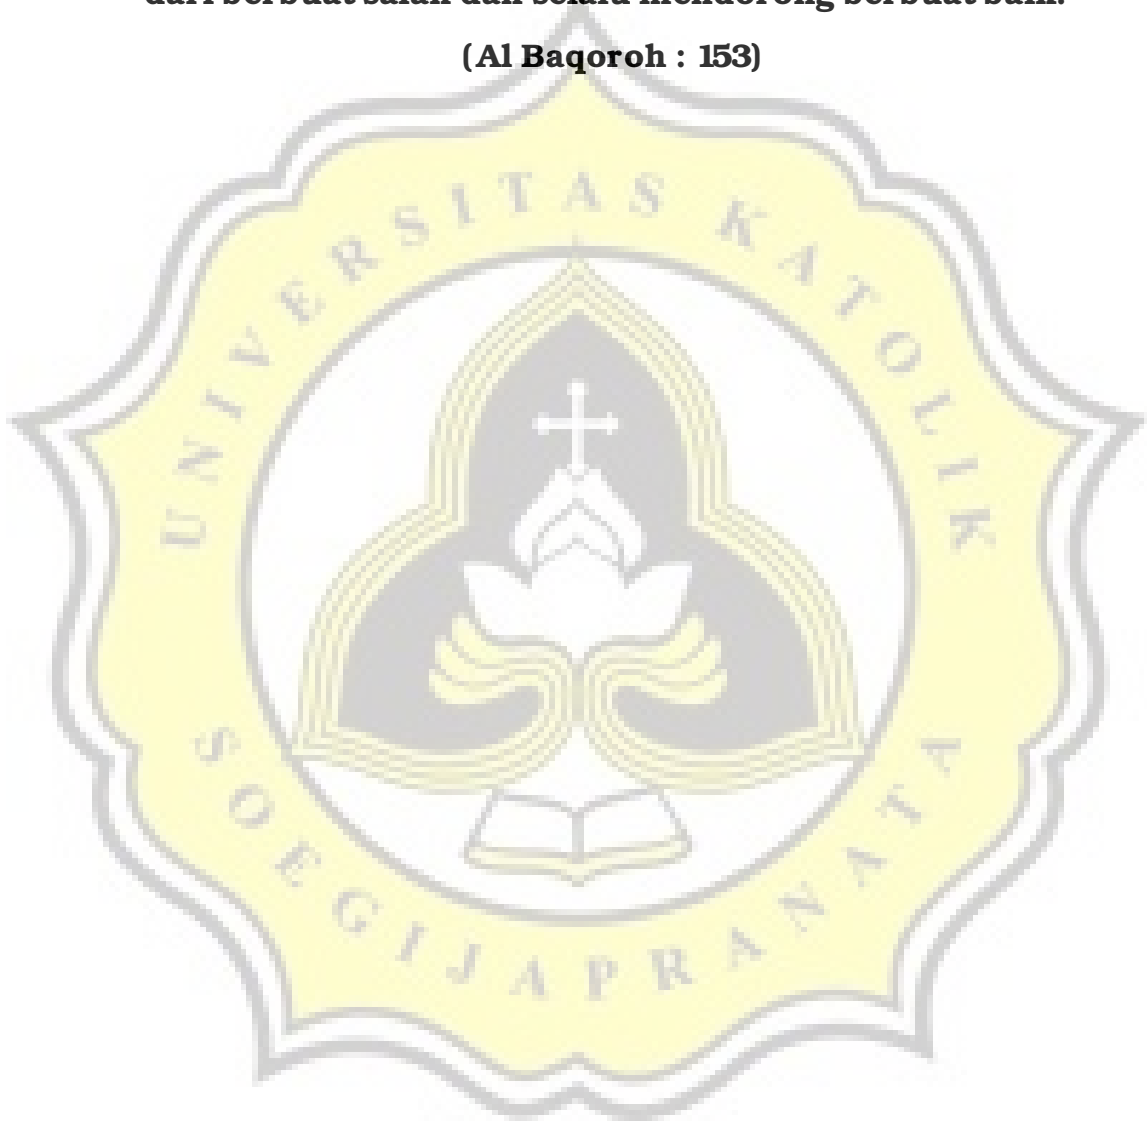 dari berbuat salah dan selalu mendorong berbuat baik.
(Al Baqoroh : 153)
UNIVERSITAS KATOLIK
SOEGIJAPRANATA